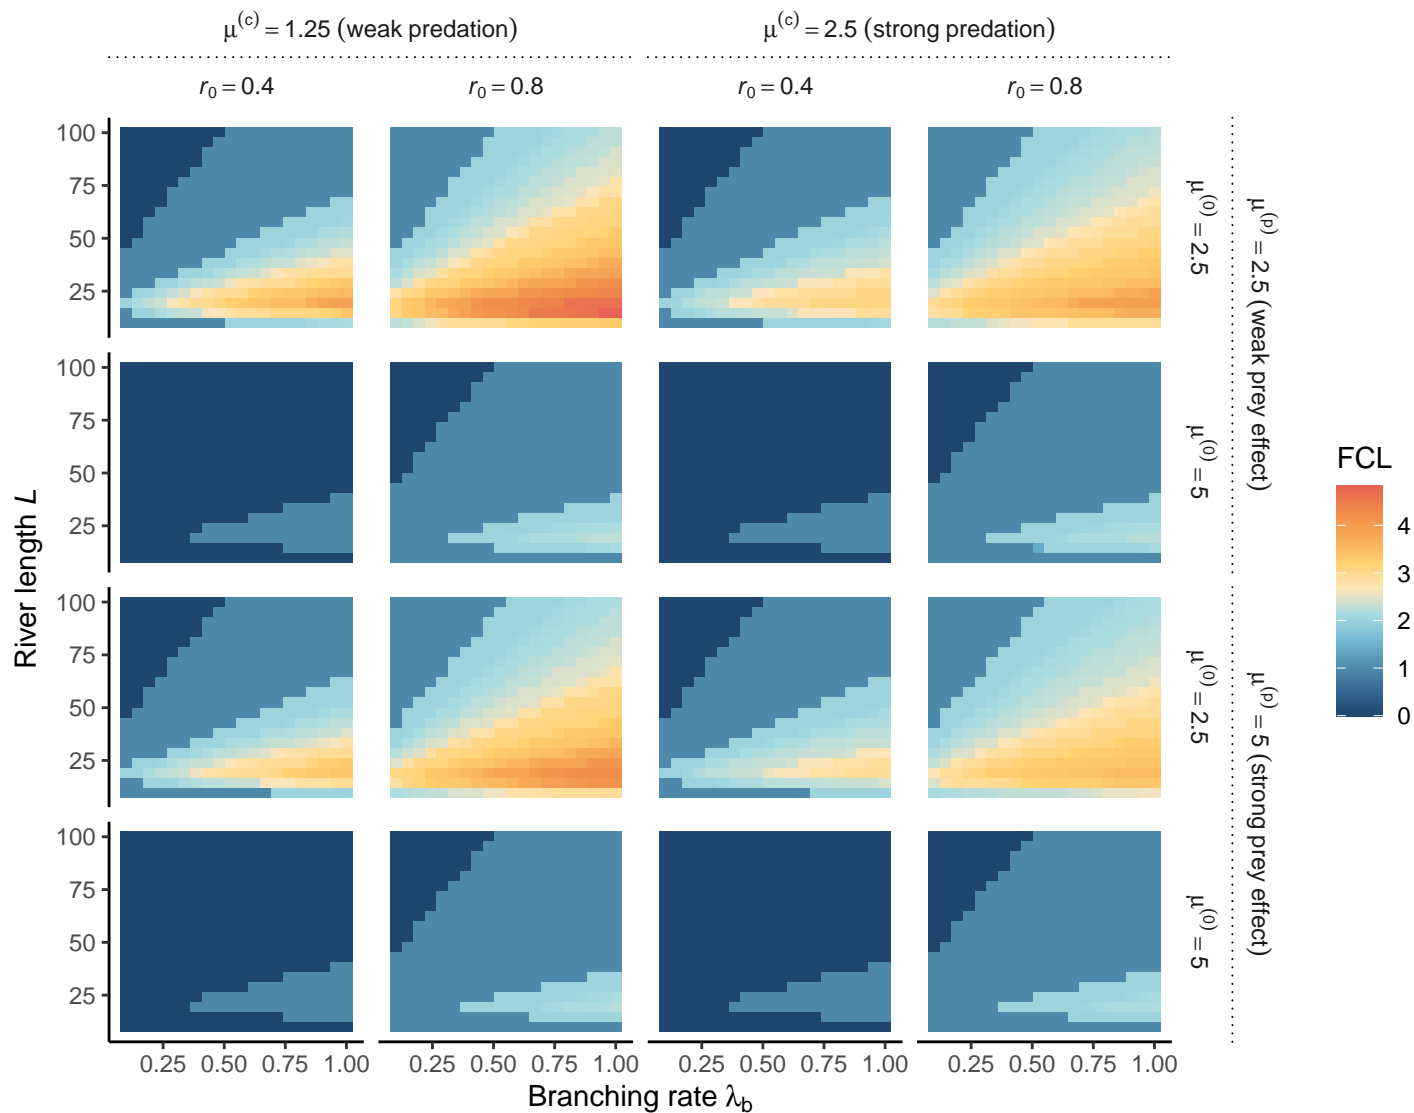 μ(c) = 1.25 (weak predation)
μ(c) = 2.5 (strong predation)
r0 = 0.4
r0 = 0.8
r0 = 0.4
r0 = 0.8
100
75
50
25
μ(0) = 2.5
100
75
50
25
μ(0) = 5
μ(p) = 2.5 (weak prey effect)
100
75
50
25
μ(0) = 2.5
100
75
50
25
μ(0) = 5
μ(p) = 5 (strong prey effect)
River length L
0.25 0.50 0.75 1.00
0.25 0.50 0.75 1.00
0.25 0.50 0.75 1.00
0.25 0.50 0.75 1.00
Branching rate λb
FCL
4
3
2
1
0